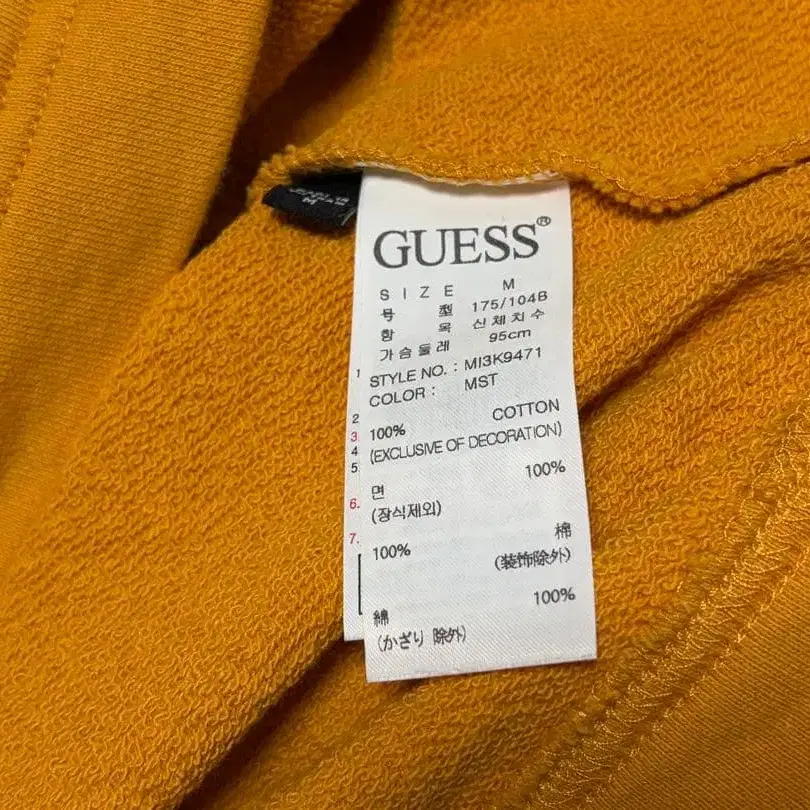 GUESS®
SIZE M
号 型 175/104B
항 목 신체치수
가슴둘레 95cm
STYLE NO. : MI3K9471
COLOR : MST
100% COTTON
(EXCLUSIVE OF DECORATION)
면 100%
(장식제외)
100% 棉
(装饰除外)
綿 100%
(かざり 除外)
1
2
3
4
5
6.
7.
M